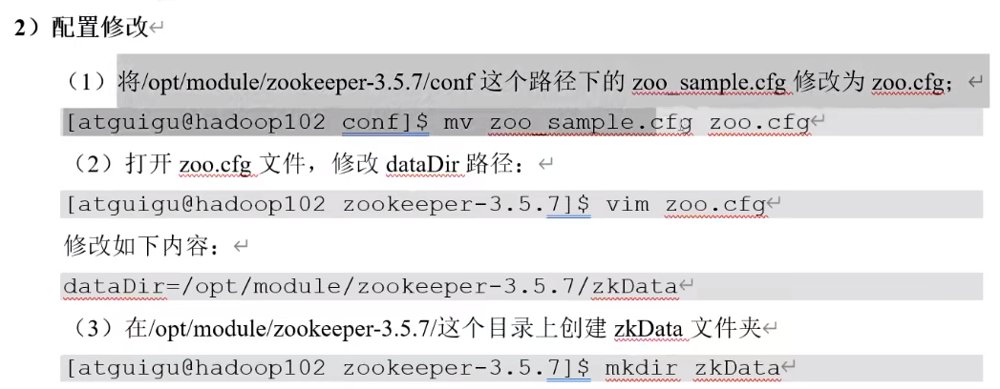 2）配置修改↵
（1）将/opt/module/zookeeper-3.5.7/conf 这个路径下的 zoo_sample.cfg 修改为 zoo.cfg；↵
[atguigu@hadoop102 conf]$ mv zoo_sample.cfg zoo.cfg↵
（2）打开 zoo.cfg 文件，修改 dataDir 路径：↵
[atguigu@hadoop102 zookeeper-3.5.7]$ vim zoo.cfg↵
修改如下内容：↵
dataDir=/opt/module/zookeeper-3.5.7/zkData↵
（3）在/opt/module/zookeeper-3.5.7/这个目录上创建 zkData 文件夹↵
[atguigu@hadoop102 zookeeper-3.5.7]$ mkdir zkData↵